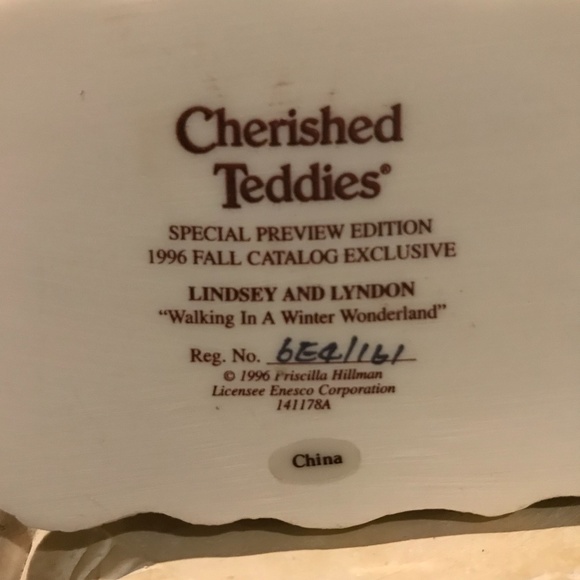 Cherished
Teddies®
SPECIAL PREVIEW EDITION
1996 FALL CATALOG EXCLUSIVE
LINDSEY AND LYNDON
“Walking In A Winter Wonderland”
Reg. No. 6E4/161
© 1996 Priscilla Hillman
Licensee Enesco Corporation
141178A
China